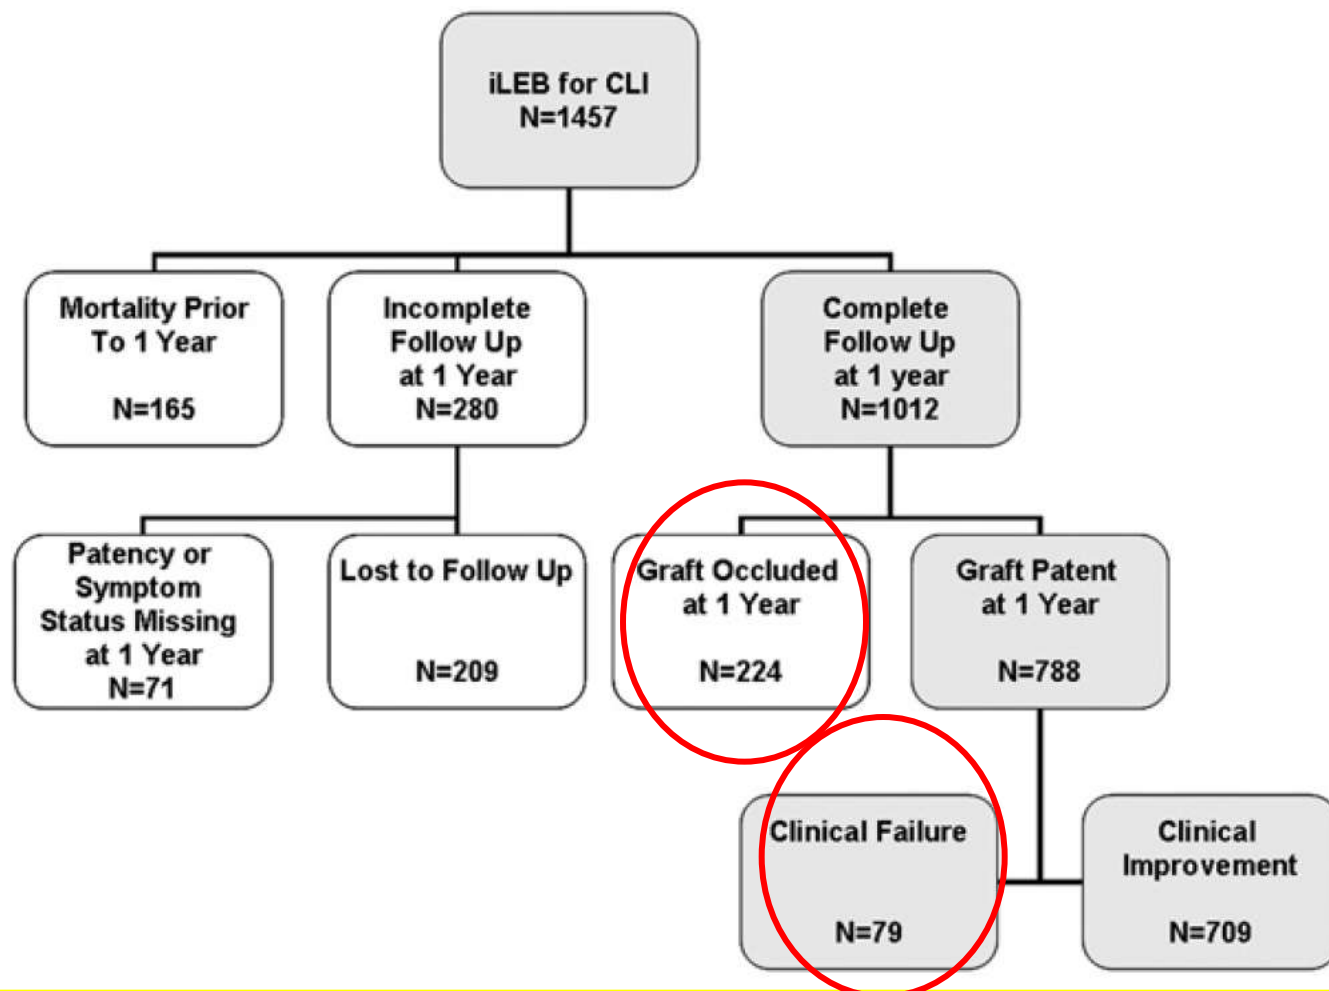 iLEB for CLI
N=1457
Mortality Prior
To 1 Year
N=165
Incomplete
Follow Up
at 1 Year
N=280
Complete
Follow Up
at 1 year
N=1012
Patency or
Symptom
Status Missing
at 1 Year
N=71
Lost to Follow Up
N=209
Graft Occluded
at 1 Year
N=224
Graft Patent
at 1 Year
N=788
Clinical Failure
N=79
Clinical
Improvement
N=709